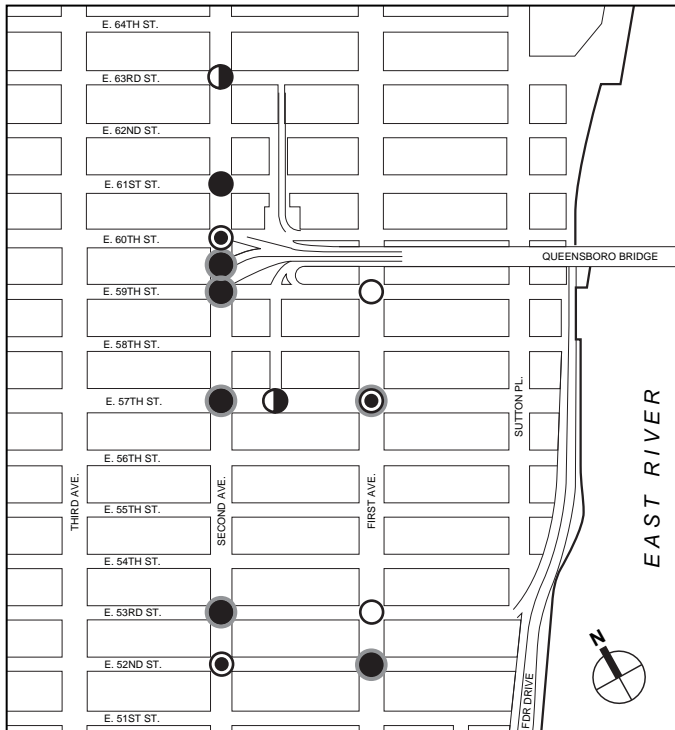 E. 64TH ST.
E. 63RD ST.
E. 62ND ST.
E. 61ST ST.
E. 60TH ST.
QUEENSBORO BRIDGE
E. 59TH ST.
E. 58TH ST.
E. 57TH ST.
SUTTON PL.
EAST RIVER
E. 56TH ST.
THIRD AVE.
SECOND AVE.
FIRST AVE.
E. 55TH ST.
E. 54TH ST.
E. 53RD ST.
N
E. 52ND ST.
FDR DRIVE
E. 51ST ST.